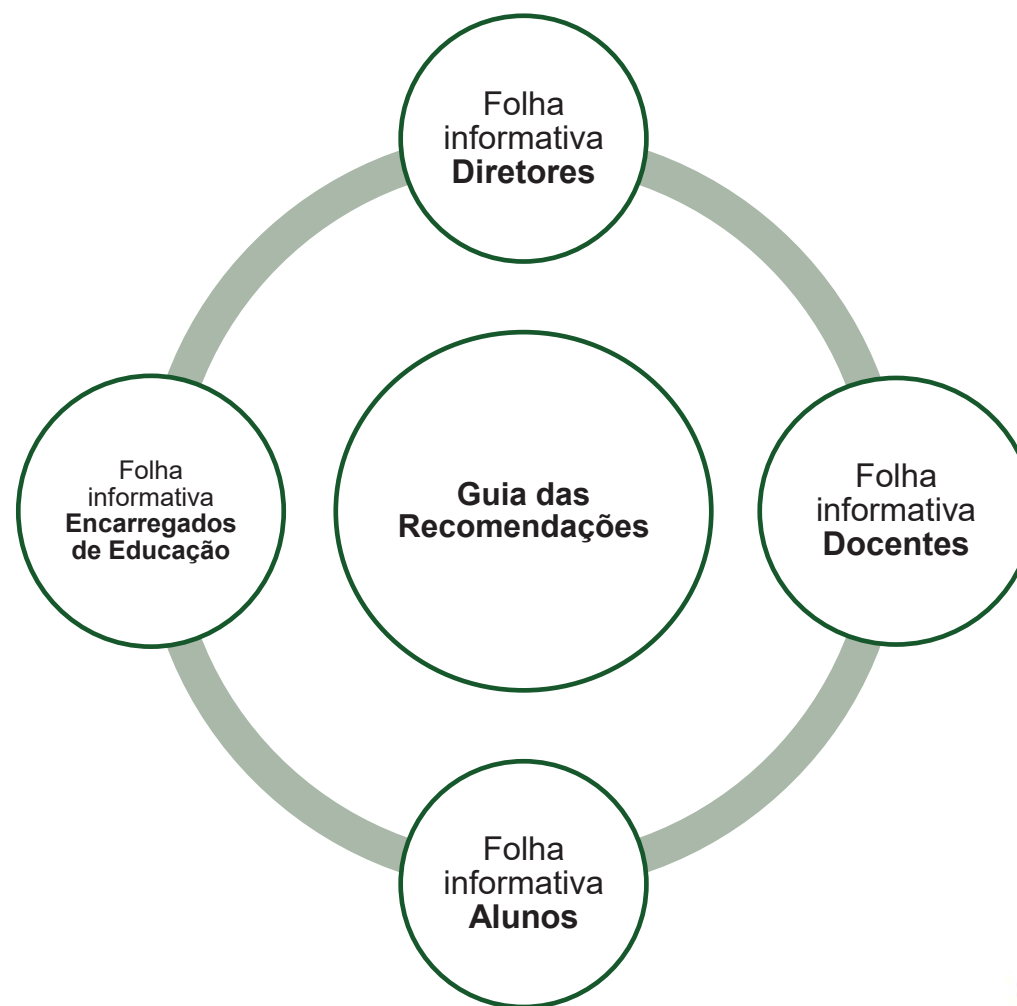 Folha
informativa
Diretores
Folha
informativa
Encarregados
de Educação
Guia das
Recomendações
Folha
informativa
Docentes
Folha
informativa
Alunos